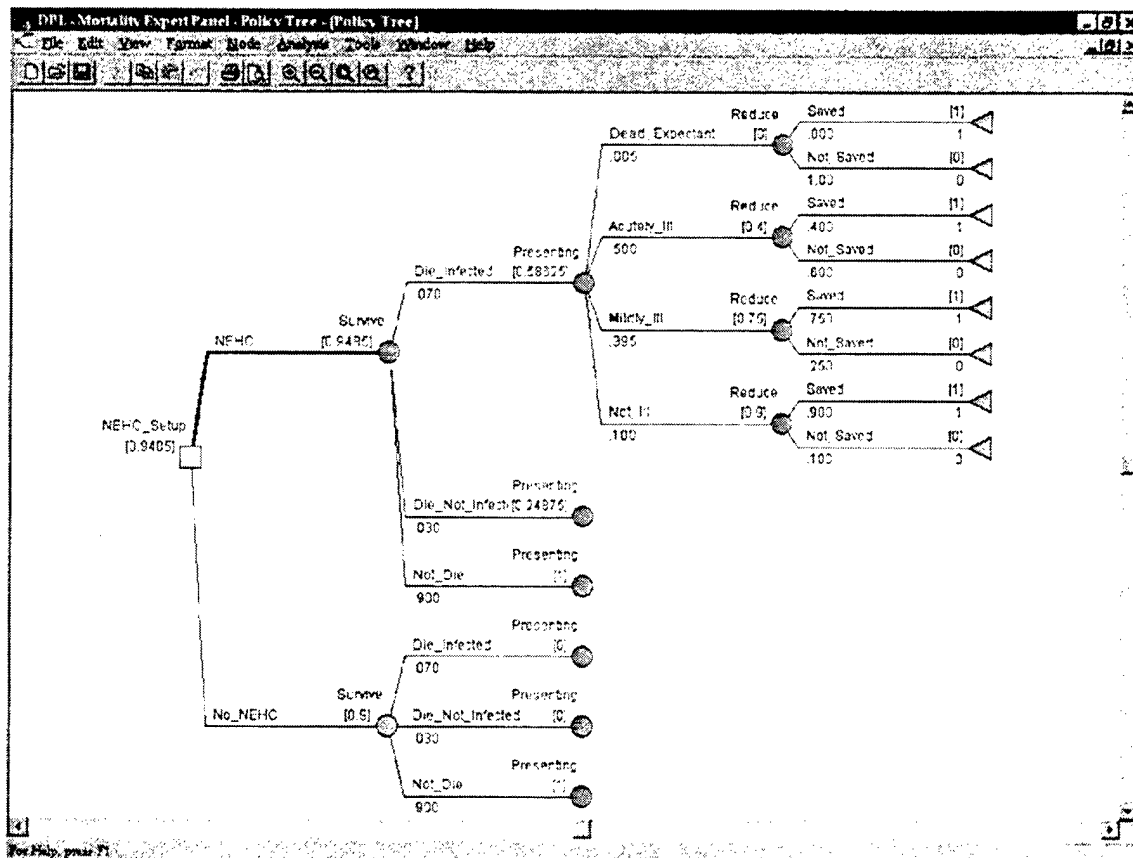 DPL - Mortality Expert Panel - Policy Tree - [Policy Tree]
File Edit View Format Node Analysis Tools Window Help
Reduce Saved [1]
Dead_Expectant [0] .000 1
.005 Not_Saved [0]
1.00 0
Reduce Saved [1]
Acutely_Ill [0.4] .400 1
.500 Not_Saved [0]
.600 0
Presenting
Die_Infected [0.58625]
.070
Reduce Saved [1]
Mildly_Ill [0.75] .750 1
.395 Not_Saved [0]
.250 0
Survive
NEHC [0.9485]
Reduce Saved [1]
Not_Ill [0.9] .900 1
.100 Not_Saved [0]
.100 0
NEHC_Setup
[0.9485]
Presenting
Die_Not_Infect [0.24875]
.030
Presenting
Not_Die [1]
.900
Presenting
Die_Infected [0]
.070
Survive Presenting
No_NEHC [0.9] Die_Not_Infected [0]
.030
Presenting
Not_Die [1]
.900
For Help, press F1